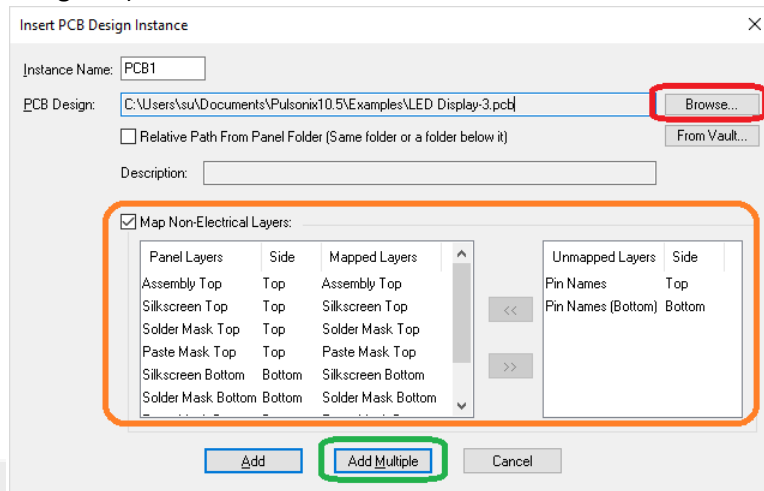 Insert PCB Design Instance
Instance Name: PCB1
PCB Design: C:\Users\su\Documents\Pulsonix10.5\Examples\LED Display-3.pcb Browse...
Relative Path From Panel Folder (Same folder or a folder below it) From Vault...
Description:
Map Non-Electrical Layers:
Panel Layers Side Mapped Layers Unmapped Layers Side
Assembly Top Top Assembly Top Pin Names Top
Silkscreen Top Top Silkscreen Top << Pin Names (Bottom) Bottom
Solder Mask Top Top Solder Mask Top
Paste Mask Top Top Paste Mask Top
Silkscreen Bottom Bottom Silkscreen Bottom >>
Solder Mask Bottom Bottom Solder Mask Bottom
Add Add Multiple Cancel